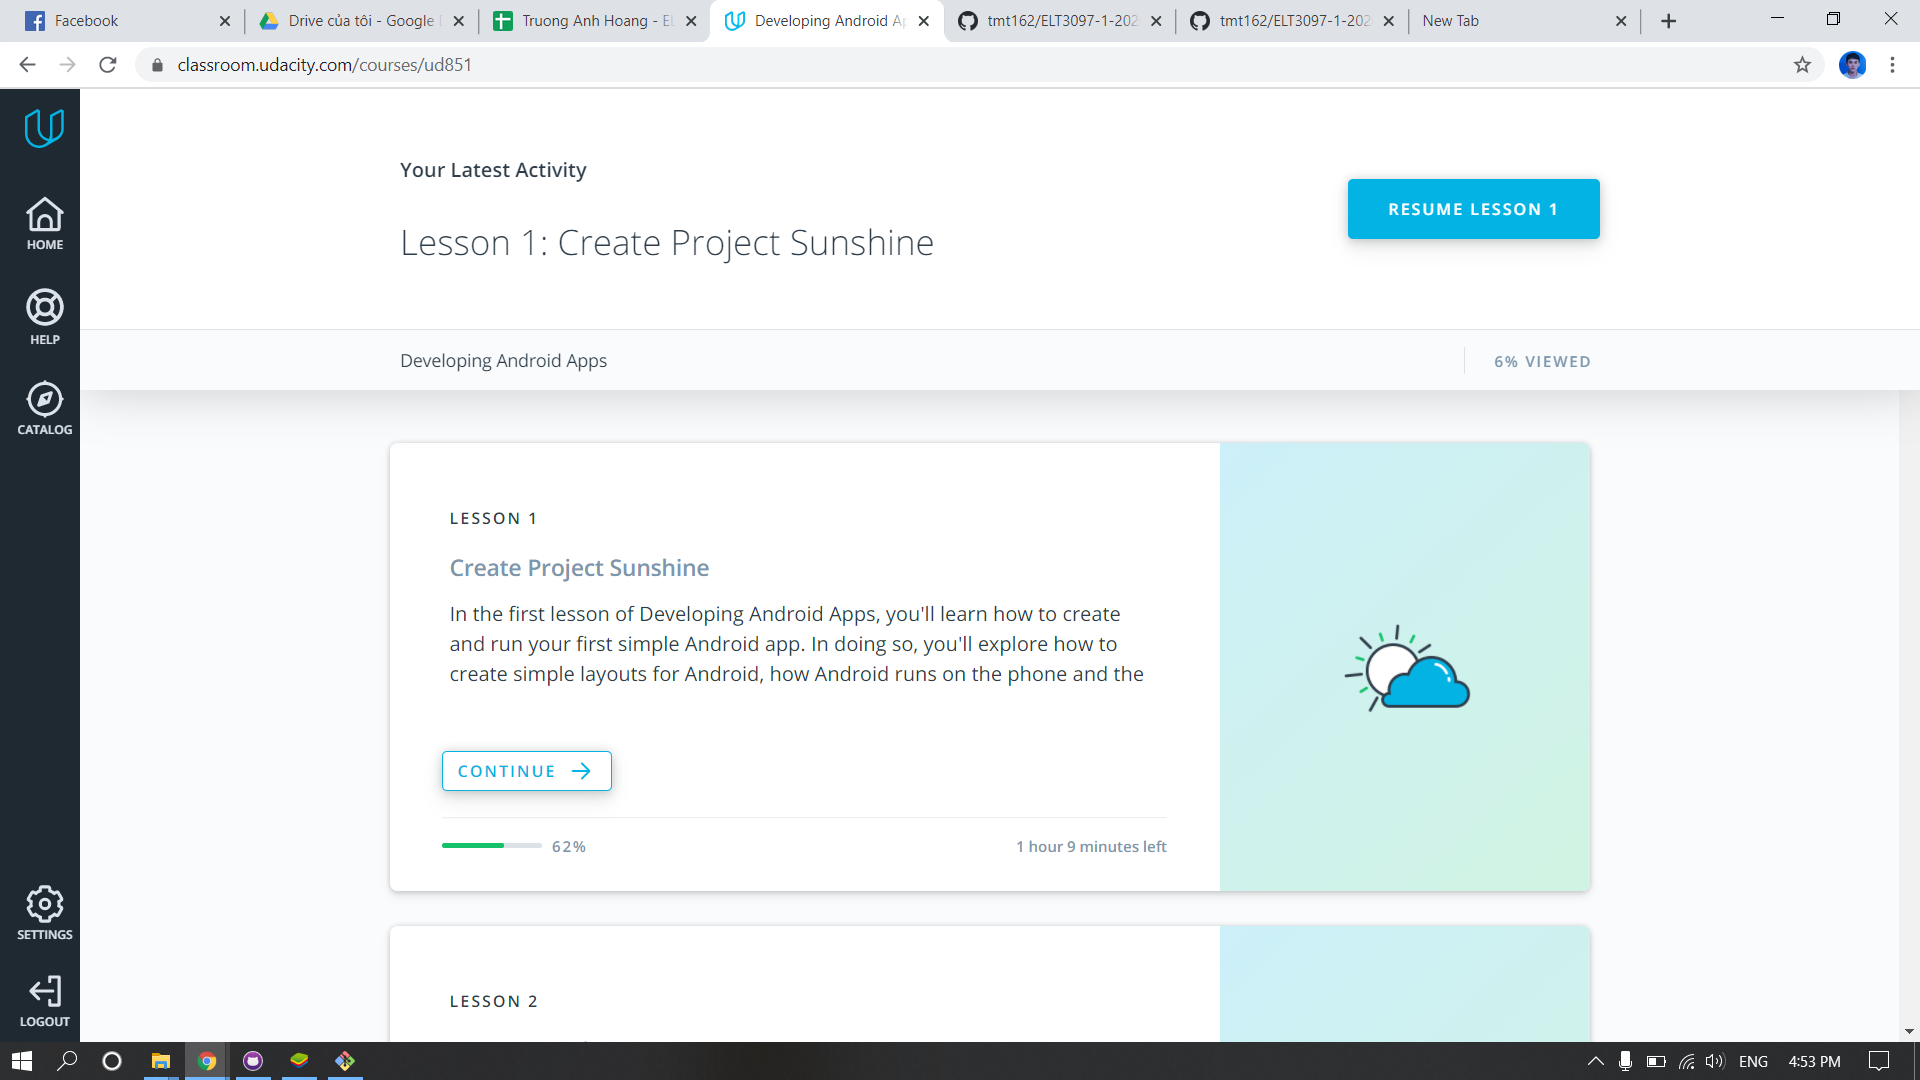 Facebook
Drive của tôi - Google
Truong Anh Hoang - EL
Developing Android Ap
tmt162/ELT3097-1-202
tmt162/ELT3097-1-202
New Tab
classroom.udacity.com/courses/ud851
HOME
HELP
CATALOG
SETTINGS
LOGOUT
Your Latest Activity
Lesson 1: Create Project Sunshine
RESUME LESSON 1
Developing Android Apps
6% VIEWED
LESSON 1
Create Project Sunshine
In the first lesson of Developing Android Apps, you'll learn how to create
and run your first simple Android app. In doing so, you'll explore how to
create simple layouts for Android, how Android runs on the phone and the
CONTINUE
62%
1 hour 9 minutes left
LESSON 2
ENG
4:53 PM